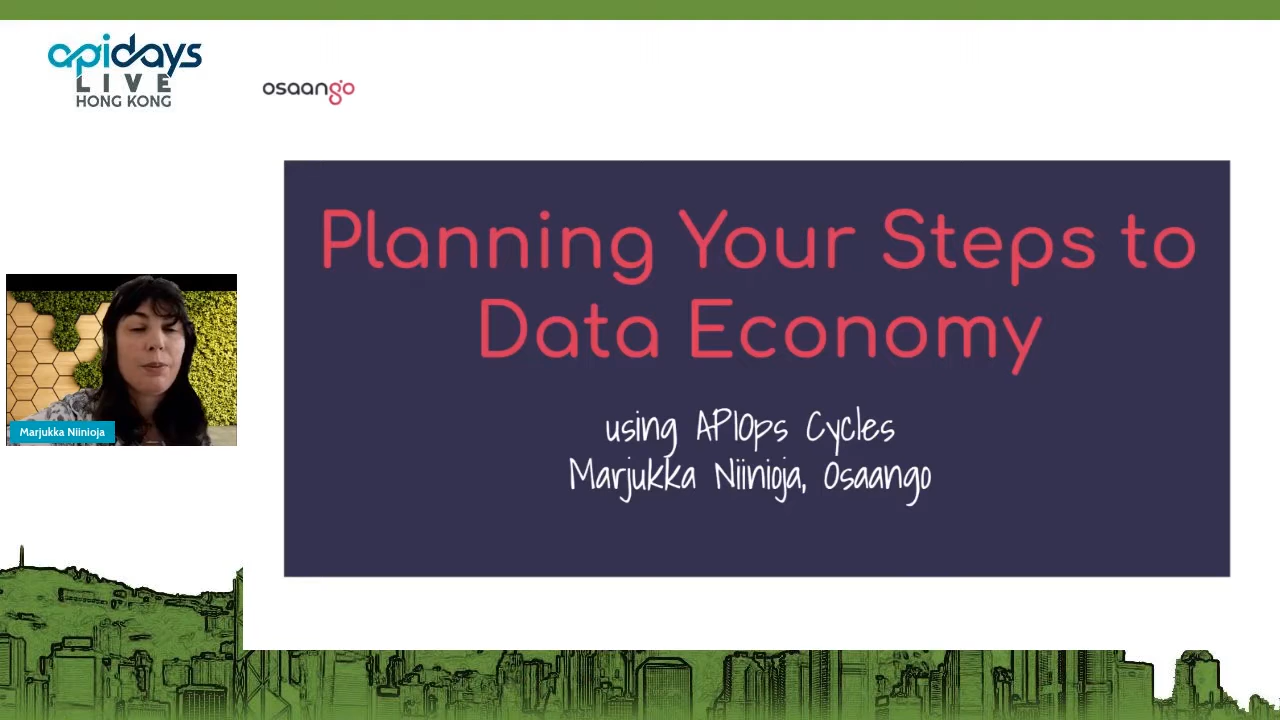 apidays
LIVE
HONG KONG
osaango
Planning Your Steps to
Data Economy
using APIOps Cycles
Marjukka Niinioja, Osaango
Marjukka Niinioja